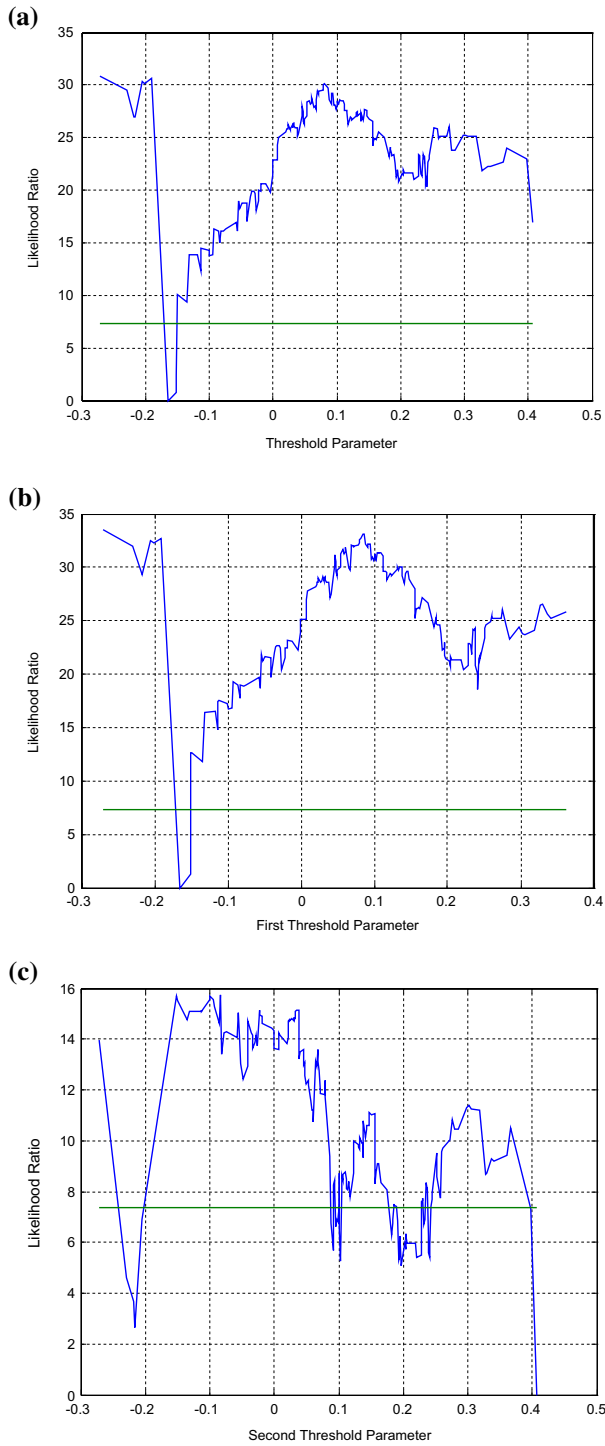 (a)
35
30
25
20
15
10
5
0
Likelihood Ratio
-0.3 -0.2 -0.1 0 0.1 0.2 0.3 0.4 0.5
Threshold Parameter
(b)
35
30
25
20
15
10
5
0
Likelihood Ratio
-0.3 -0.2 -0.1 0 0.1 0.2 0.3 0.4
First Threshold Parameter
(c)
16
14
12
10
8
6
4
2
0
Likelihood Ratio
-0.3 -0.2 -0.1 0 0.1 0.2 0.3 0.4 0.5
Second Threshold Parameter